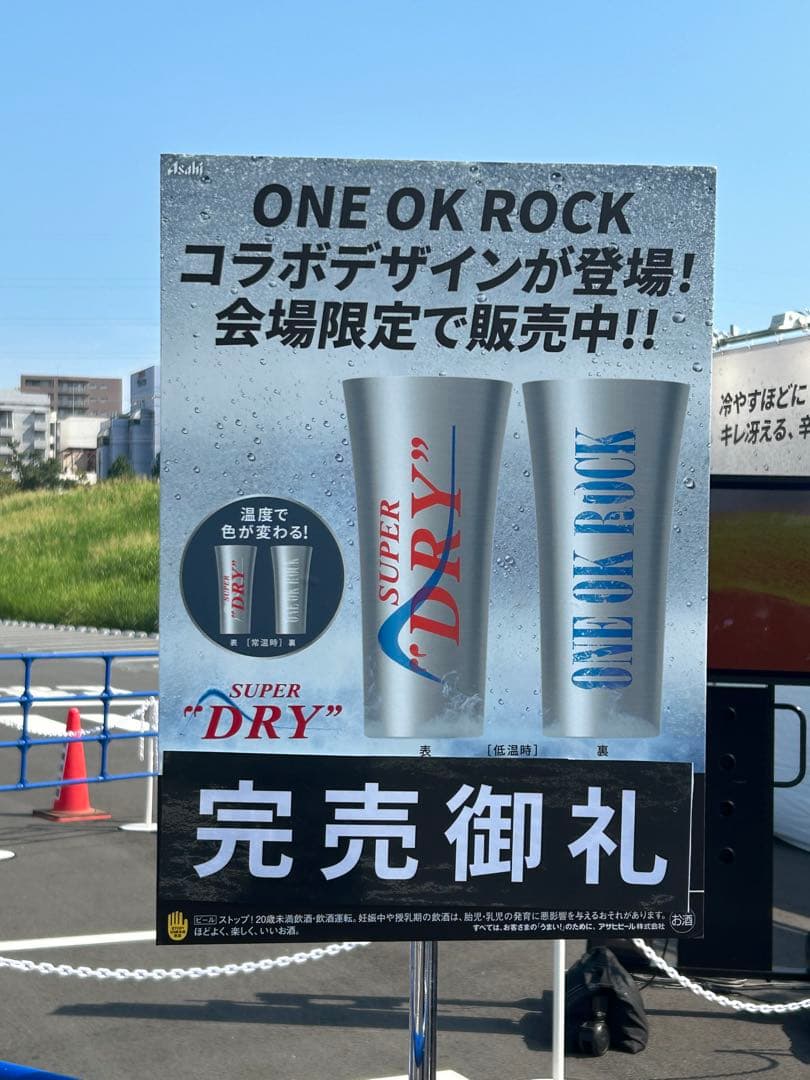 Asahi
ONE OK ROCK
コラボデザインが登場!
会場限定で販売中!!
冷やすほどに
キレ冴える、辛
温度で
色が変わる!
SUPER
"DRY"
ONE OK ROCK
表 [常温時] 裏
SUPER
"DRY"
ONE OK ROCK
SUPER
"DRY"
表 [低温時] 裏
完売御礼
ビール ストップ!20歳未満飲酒・飲酒運転。妊娠中や授乳期の飲酒は、胎児・乳児の発育に悪影響を与えるおそれがあります。
ほどよく、楽しく、いいお酒。
すべては、お客さまの「うまい!」のために。アサヒビール株式会社
お酒